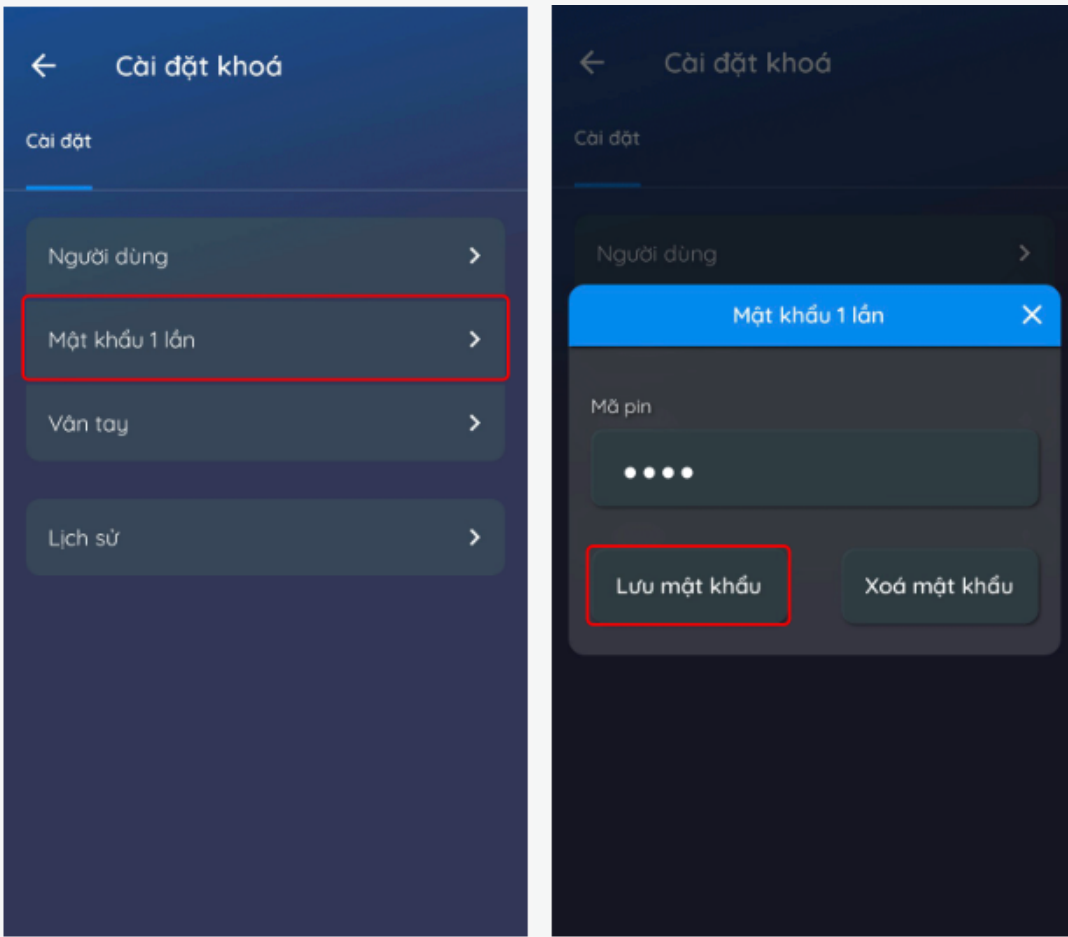 Cài đặt khoá
Cài đặt
Người dùng
Mật khẩu 1 lần
Vân tay
Lịch sử
Cài đặt khoá
Cài đặt
Người dùng
Mật khẩu 1 lần
Mã pin
Lưu mật khẩu
Xoá mật khẩu